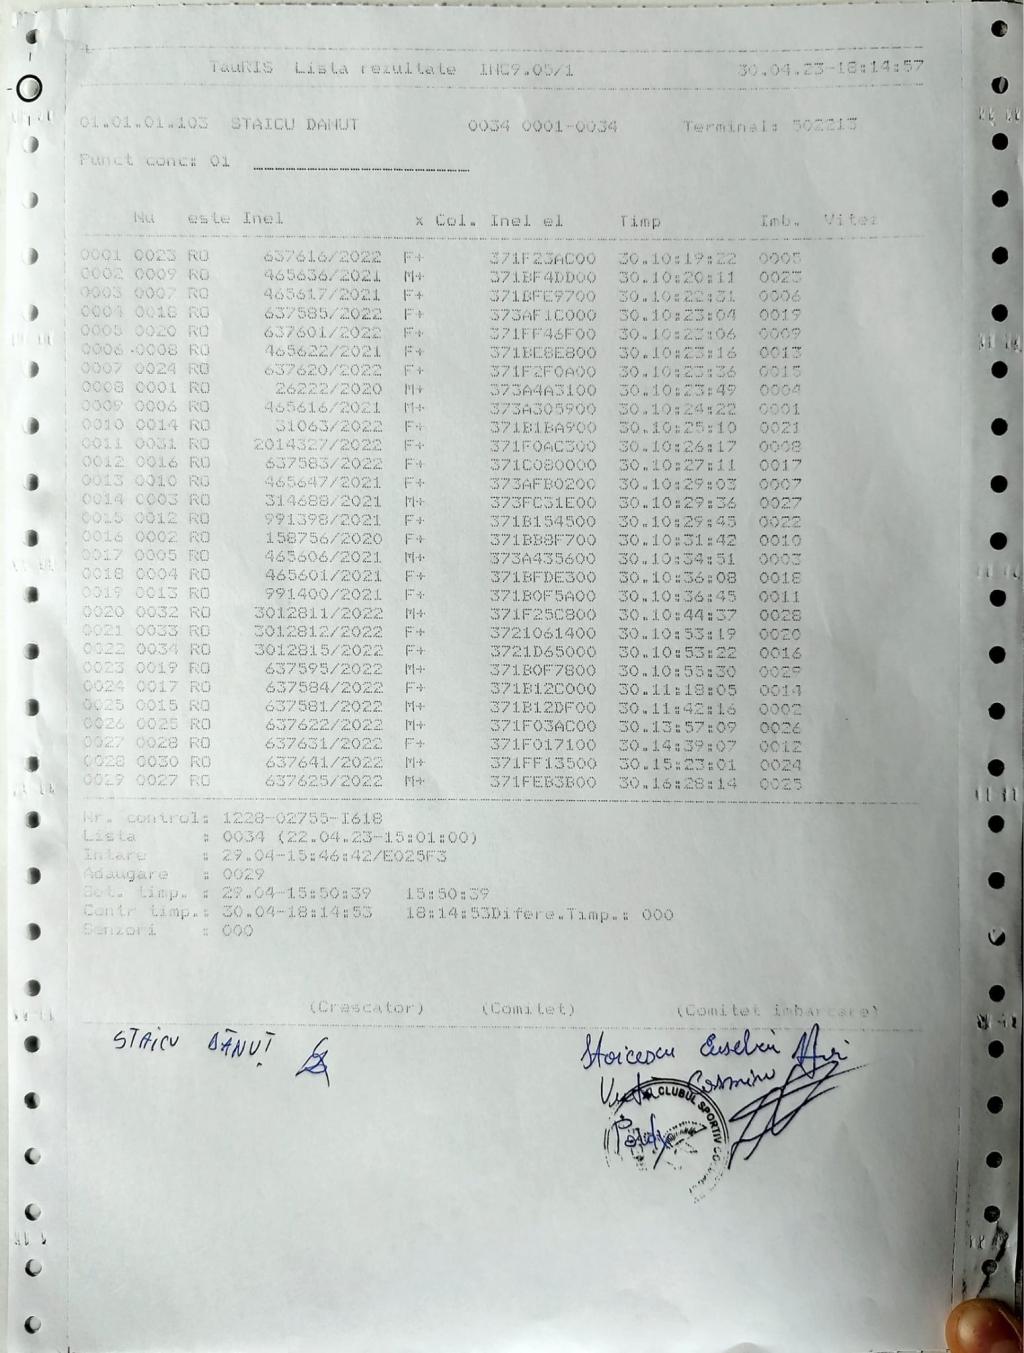 TauRIS Lista rezultate INC9.05/1 30.04.23-18:14:57
01.01.01.103 STAICU DANUT 0034 0001-0034 Terminal: 502213
Punct conc: 01
Nu este Inel x Col. Inel el Timp Imb. Vitez
0001 0023 RO 637616/2022 F+ 371F23AC00 30.10:19:22 0005
0002 0009 RO 465636/2021 M+ 371BF4DD00 30.10:20:11 0023
0003 0007 RO 465617/2021 F+ 371BFE9700 30.10:22:31 0006
0004 0018 RO 637585/2022 F+ 373AF1C000 30.10:23:04 0019
0005 0020 RO 637601/2022 F+ 371FF46F00 30.10:23:06 0009
0006 0008 RO 465622/2021 F+ 371BE8E800 30.10:23:16 0013
0007 0024 RO 637620/2022 F+ 371F2F0A00 30.10:23:36 0015
0008 0001 RO 26222/2020 M+ 373A4A3100 30.10:23:49 0004
0009 0006 RO 465616/2021 M+ 373A305900 30.10:24:22 0001
0010 0014 RO 31063/2022 F+ 371B1BA900 30.10:25:10 0021
0011 0031 RO 2014327/2022 F+ 371F0AC300 30.10:26:17 0008
0012 0016 RO 637583/2022 F+ 371C080000 30.10:27:11 0017
0013 0010 RO 465647/2021 F+ 373AFB0200 30.10:29:03 0007
0014 0003 RO 314688/2021 M+ 373FC31E00 30.10:29:36 0027
0015 0012 RO 991398/2021 F+ 371B154500 30.10:29:43 0022
0016 0002 RO 158756/2020 F+ 371BB8F700 30.10:31:42 0010
0017 0005 RO 465606/2021 M+ 373A435600 30.10:34:51 0003
0018 0004 RO 465601/2021 F+ 371BFDE300 30.10:36:08 0018
0019 0013 RO 991400/2021 F+ 371B0F5A00 30.10:36:45 0011
0020 0032 RO 3012811/2022 M+ 371F25C800 30.10:44:37 0028
0021 0033 RO 3012812/2022 F+ 3721061400 30.10:53:19 0020
0022 0034 RO 3012815/2022 F+ 3721D65000 30.10:53:22 0016
0023 0019 RO 637595/2022 M+ 371B0F7800 30.10:55:30 0029
0024 0017 RO 637584/2022 F+ 371B12C000 30.11:18:05 0014
0025 0015 RO 637581/2022 M+ 371B12DF00 30.11:42:16 0002
0026 0025 RO 637622/2022 M+ 371F03AC00 30.13:57:09 0026
0027 0028 RO 637631/2022 F+ 371F017100 30.14:39:07 0012
0028 0030 RO 637641/2022 M+ 371FF13500 30.15:23:01 0024
0029 0027 RO 637625/2022 M+ 371FEB3B00 30.16:28:14 0025
Nr. control: 1228-02755-I618
Lista : 0034 (22.04.23-15:01:00)
Intare : 29.04-15:46:42/E025F3
Adaugare : 0029
Set. timp. : 29.04-15:50:39 15:50:39
Contr timp.: 30.04-18:14:53 18:14:53Difere.Timp.: 000
Senzori : 000
(Crescator) (Comitet) (Comitet imbarcare)
STAICU DĂNUȚ Stoicescu Eusebiu
Cosmin
CLUBUL SPORTIV